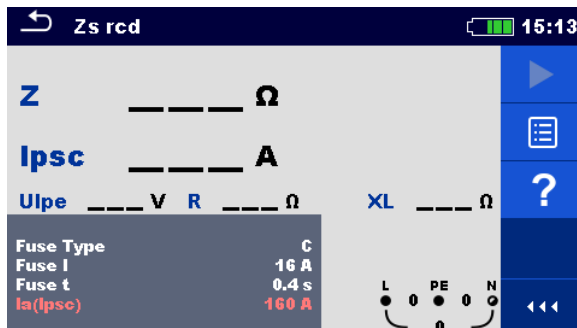 Zs rcd 15:13
Z ___ Ω
Ipsc ___ A
Ulpe ___ V R ___ Ω XL ___ Ω
Fuse Type C
Fuse I 16 A
Fuse t 0.4 s
Ia(Ipsc) 160 A
L PE N
0 0
0
?